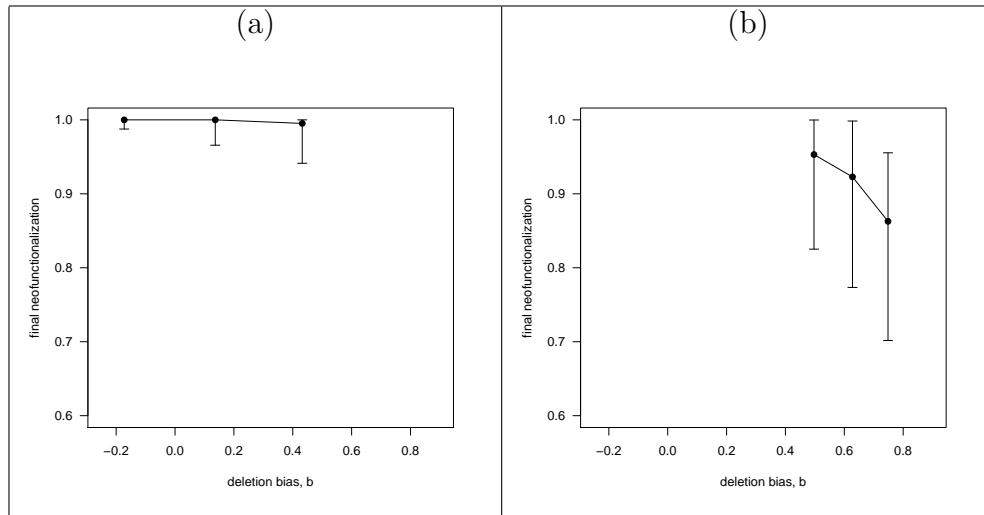 (a)
1.0
0.9
0.8
0.7
0.6
final neofunctionalization
−0.2 0.0 0.2 0.4 0.6 0.8
deletion bias, b
(b)
1.0
0.9
0.8
0.7
0.6
final neofunctionalization
−0.2 0.0 0.2 0.4 0.6 0.8
deletion bias, b